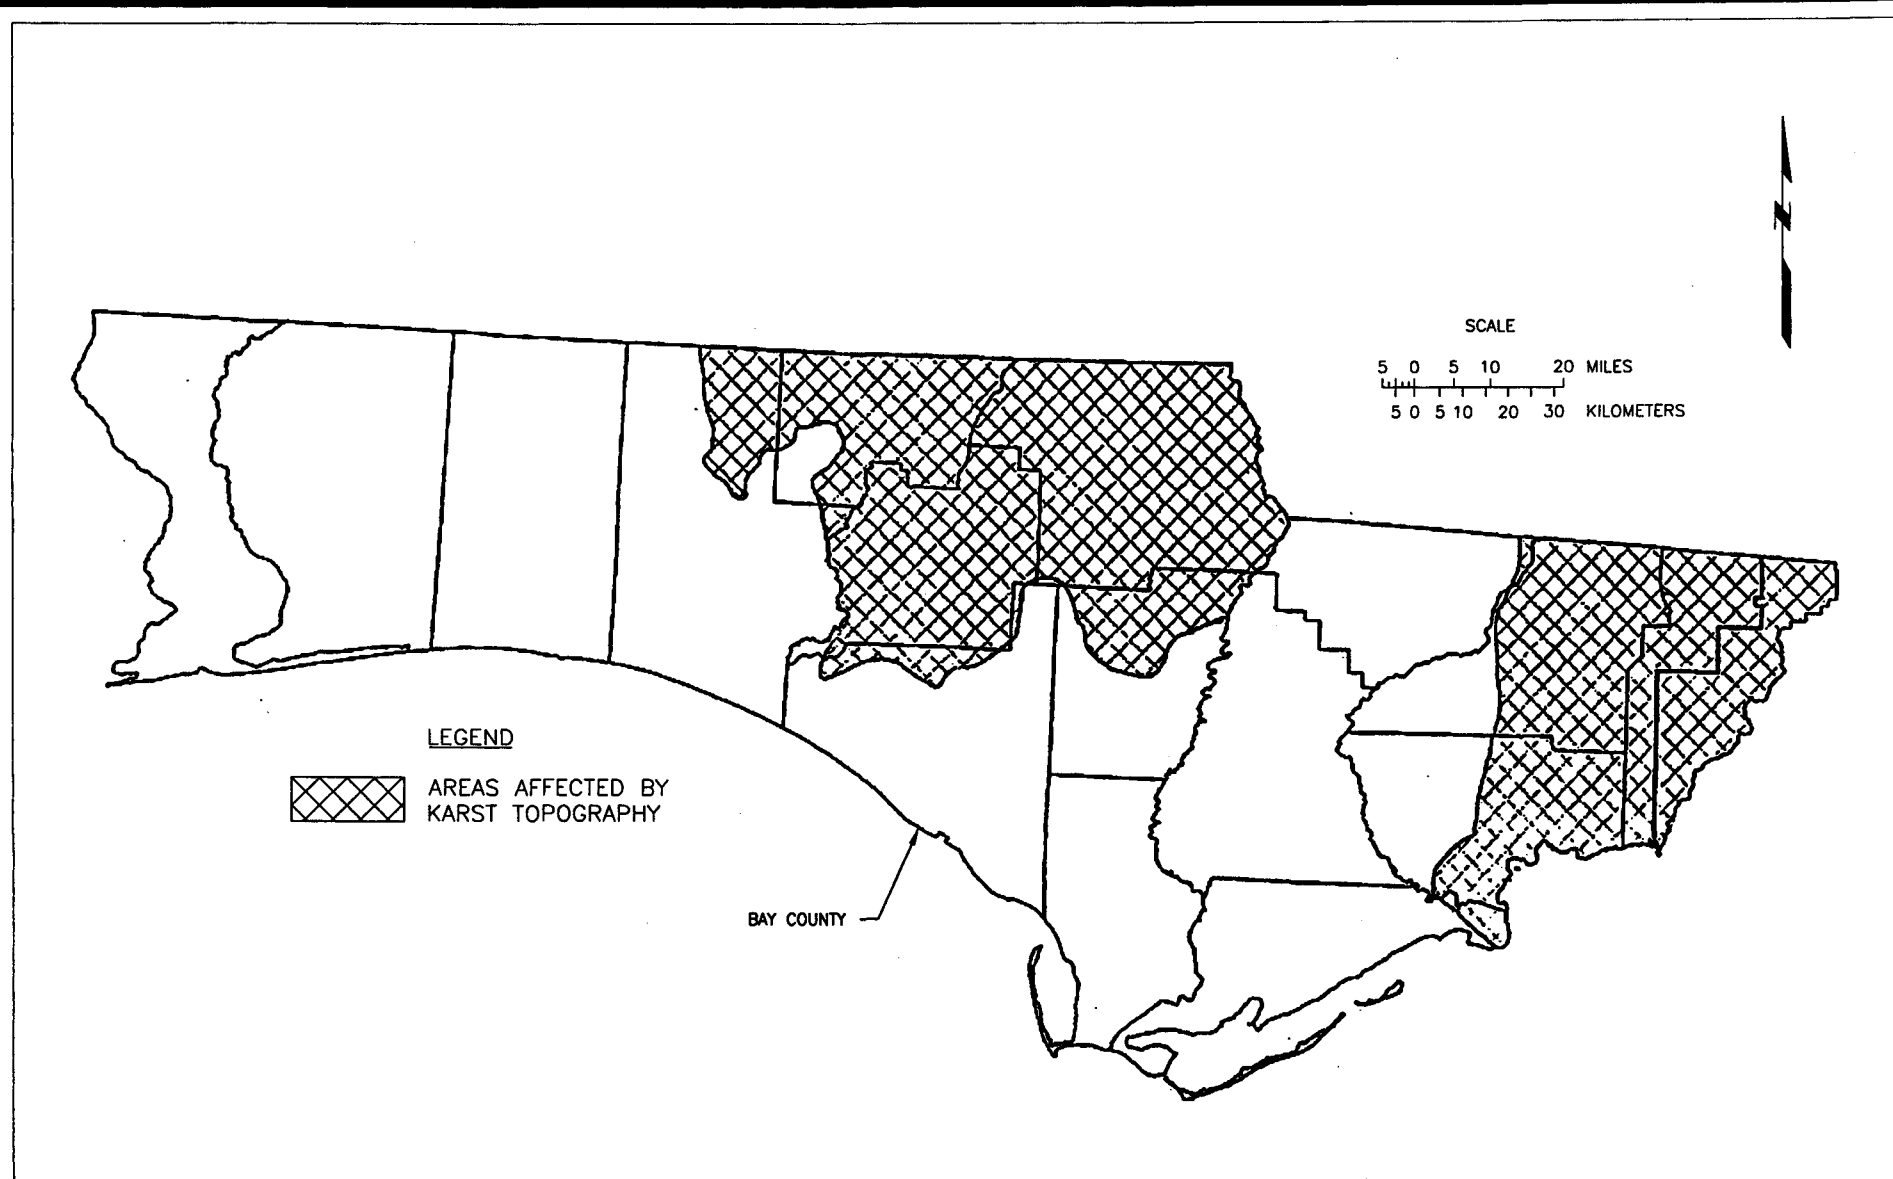 N
SCALE
5 0 5 10 20 MILES
5 0 5 10 20 30 KILOMETERS
LEGEND
AREAS AFFECTED BY
KARST TOPOGRAPHY
BAY COUNTY